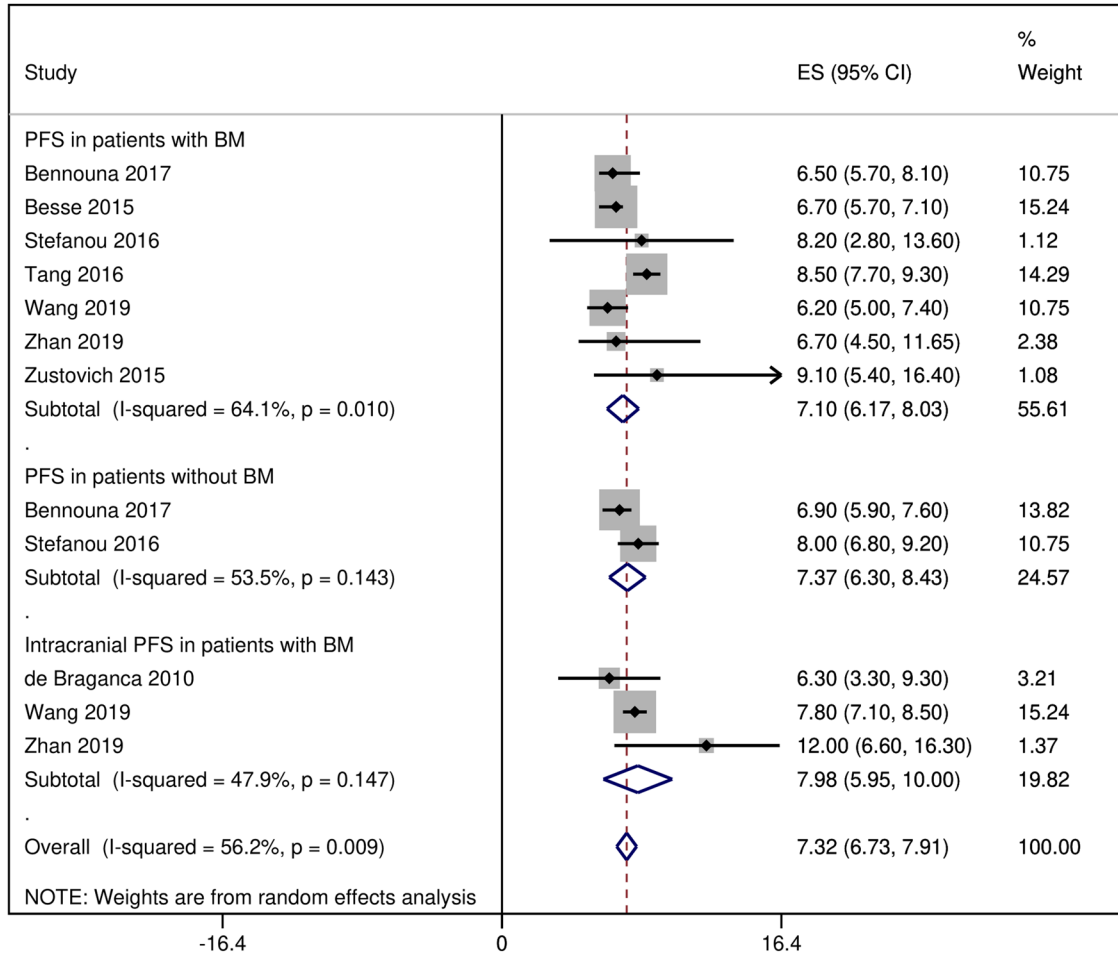 %
Study ES (95% CI) Weight
PFS in patients with BM
Bennouna 2017 6.50 (5.70, 8.10) 10.75
Besse 2015 6.70 (5.70, 7.10) 15.24
Stefanou 2016 8.20 (2.80, 13.60) 1.12
Tang 2016 8.50 (7.70, 9.30) 14.29
Wang 2019 6.20 (5.00, 7.40) 10.75
Zhan 2019 6.70 (4.50, 11.65) 2.38
Zustovich 2015 9.10 (5.40, 16.40) 1.08
Subtotal (I-squared = 64.1%, p = 0.010) 7.10 (6.17, 8.03) 55.61
.
PFS in patients without BM
Bennouna 2017 6.90 (5.90, 7.60) 13.82
Stefanou 2016 8.00 (6.80, 9.20) 10.75
Subtotal (I-squared = 53.5%, p = 0.143) 7.37 (6.30, 8.43) 24.57
.
Intracranial PFS in patients with BM
de Braganca 2010 6.30 (3.30, 9.30) 3.21
Wang 2019 7.80 (7.10, 8.50) 15.24
Zhan 2019 12.00 (6.60, 16.30) 1.37
Subtotal (I-squared = 47.9%, p = 0.147) 7.98 (5.95, 10.00) 19.82
.
Overall (I-squared = 56.2%, p = 0.009) 7.32 (6.73, 7.91) 100.00
NOTE: Weights are from random effects analysis
-16.4 0 16.4